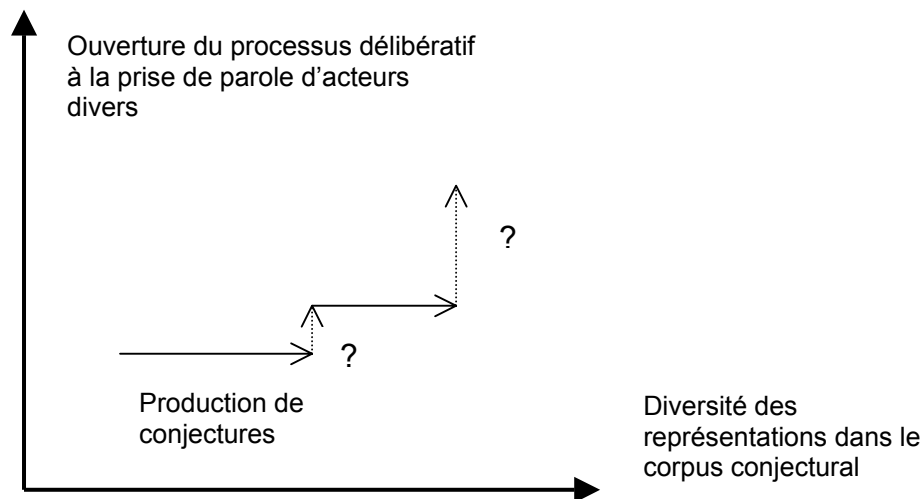 Ouverture du processus délibératif
à la prise de parole d’acteurs
divers
?
?
Production de
conjectures
Diversité des
représentations dans le
corpus conjectural